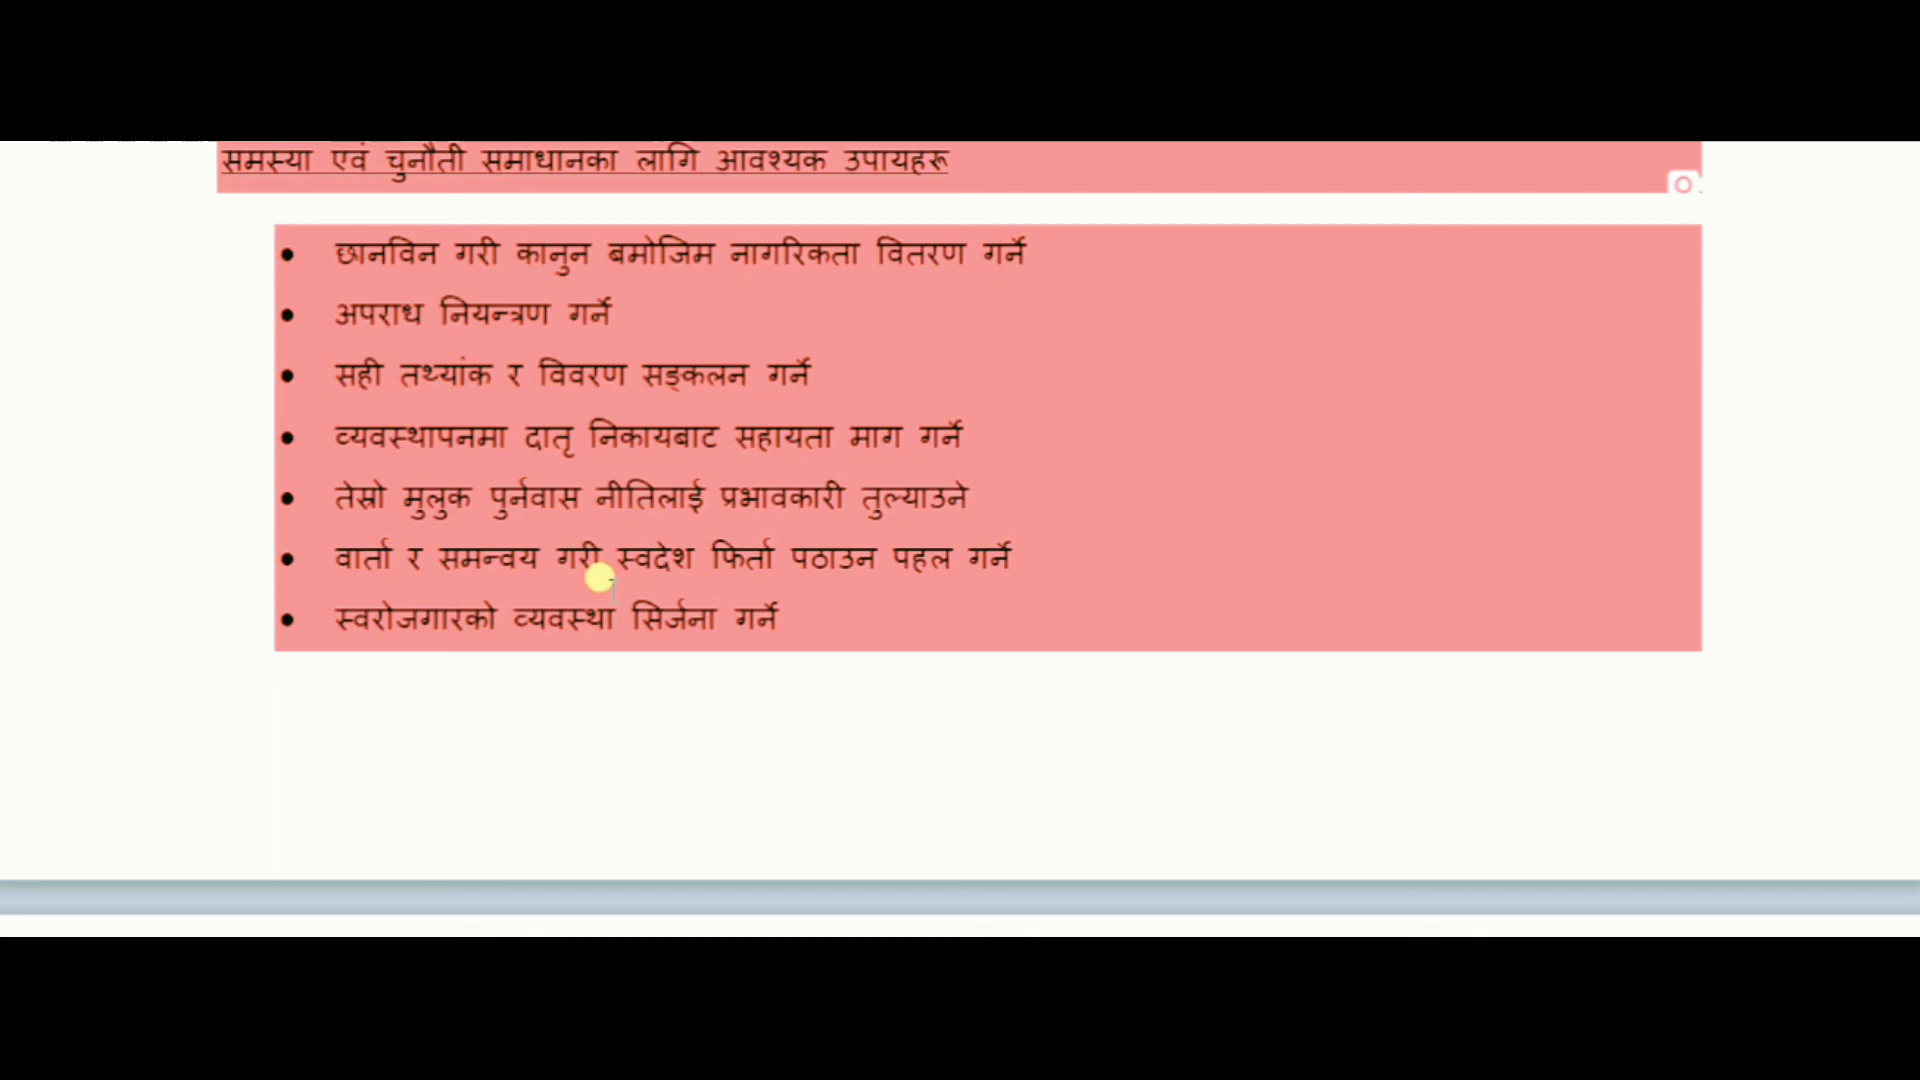 समस्या एवं चुनौती समाधानका लागि आवश्यक उपायहरू
छानविन गरी कानुन बमोजिम नागरिकता वितरण गर्ने
अपराध नियन्त्रण गर्ने
सही तथ्यांक र विवरण सङ्कलन गर्ने
व्यवस्थापनमा दातृ निकायबाट सहायता माग गर्ने
तेस्रो मुलुक पुर्नवास नीतिलाई प्रभावकारी तुल्याउने
वार्ता र समन्वय गरी स्वदेश फिर्ता पठाउन पहल गर्ने
स्वरोजगारको व्यवस्था सिर्जना गर्ने